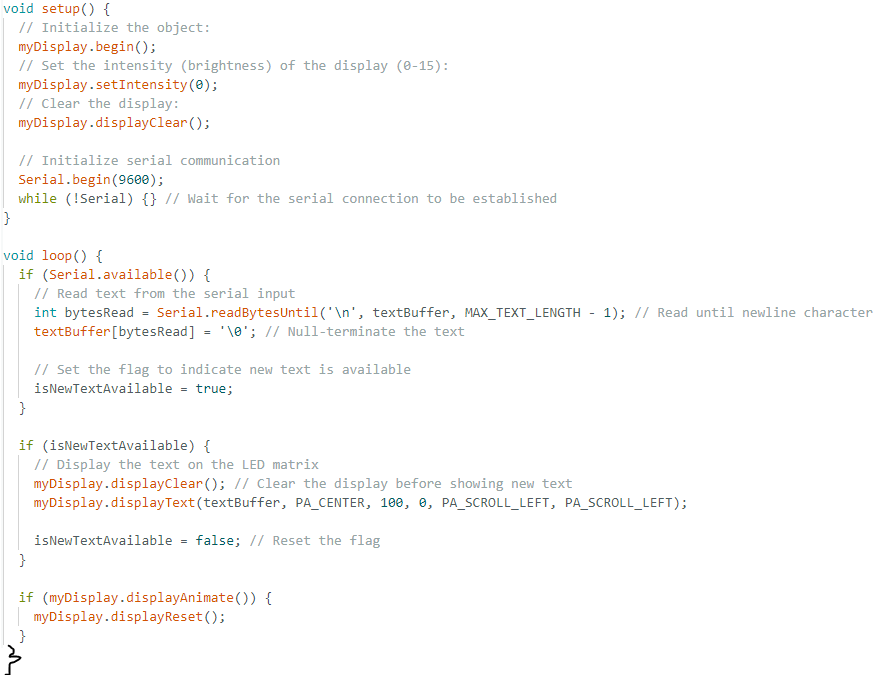 void setup() {
  // Initialize the object:
  myDisplay.begin();
  // Set the intensity (brightness) of the display (0-15):
  myDisplay.setIntensity(0);
  // Clear the display:
  myDisplay.displayClear();

  // Initialize serial communication
  Serial.begin(9600);
  while (!Serial) {} // Wait for the serial connection to be established
}

void loop() {
  if (Serial.available()) {
    // Read text from the serial input
    int bytesRead = Serial.readBytesUntil('\n', textBuffer, MAX_TEXT_LENGTH - 1); // Read until newline character
    textBuffer[bytesRead] = '\0'; // Null-terminate the text

    // Set the flag to indicate new text is available
    isNewTextAvailable = true;
  }

  if (isNewTextAvailable) {
    // Display the text on the LED matrix
    myDisplay.displayClear(); // Clear the display before showing new text
    myDisplay.displayText(textBuffer, PA_CENTER, 100, 0, PA_SCROLL_LEFT, PA_SCROLL_LEFT);

    isNewTextAvailable = false; // Reset the flag
  }

  if (myDisplay.displayAnimate()) {
    myDisplay.displayReset();
  }
}